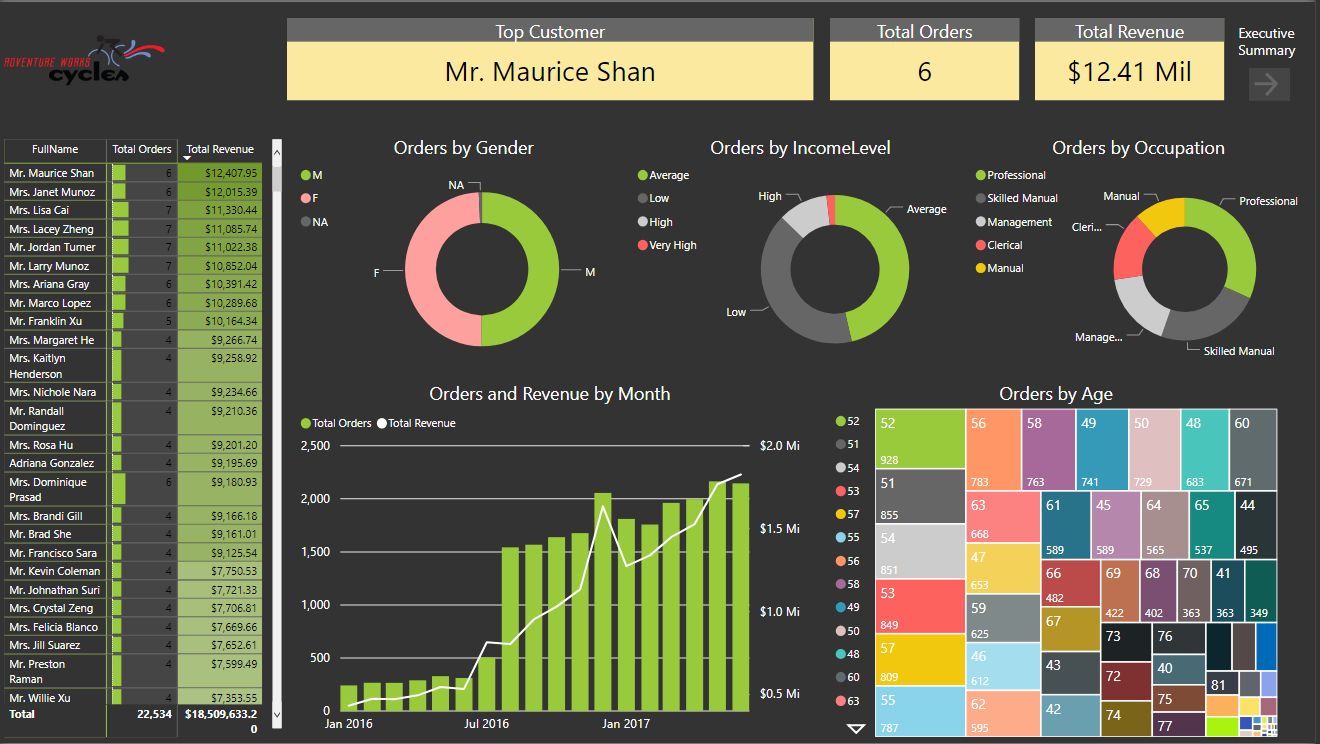 ADVENTURE WORKS
cycles
Top Customer
Mr. Maurice Shan
Total Orders
6
Total Revenue
$12.41 Mil
Executive
Summary
FullName Total Orders Total Revenue
Mr. Maurice Shan 6 $12,407.95
Mrs. Janet Munoz 6 $12,015.39
Mrs. Lisa Cai 7 $11,330.44
Mrs. Lacey Zheng 7 $11,085.74
Mr. Jordan Turner 7 $11,022.38
Mr. Larry Munoz 7 $10,852.04
Mrs. Ariana Gray 6 $10,391.42
Mr. Marco Lopez 6 $10,289.68
Mr. Franklin Xu 5 $10,164.34
Mrs. Margaret He 4 $9,266.74
Mrs. Kaitlyn 4 $9,258.92
Henderson
Mrs. Nichole Nara 4 $9,234.66
Mr. Randall 4 $9,210.36
Dominguez
Mrs. Rosa Hu 4 $9,201.20
Adriana Gonzalez 4 $9,195.69
Mrs. Dominique 6 $9,180.93
Prasad
Mrs. Brandi Gill 4 $9,166.18
Mr. Brad She 4 $9,161.01
Mr. Francisco Sara 4 $9,125.54
Mr. Kevin Coleman 4 $7,750.53
Mr. Johnathan Suri 4 $7,721.33
Mrs. Crystal Zeng 4 $7,706.81
Mrs. Felicia Blanco 4 $7,669.66
Mrs. Jill Suarez 4 $7,652.61
Mr. Preston 4 $7,599.49
Raman
Mr. Willie Xu 4 $7,353.55
Total 22,534 $18,509,633.2
0
Orders by Gender
M
F
NA
NA
F
M
Orders by IncomeLevel
Average
Low
High
Very High
High
Average
Low
Orders by Occupation
Professional
Skilled Manual
Management
Clerical
Manual
Manual
Professional
Cleri...
Manage...
Skilled Manual
Orders and Revenue by Month
Total Orders Total Revenue
2,500
2,000
1,500
1,000
500
0
$2.0 Mi
$1.5 Mi
$1.0 Mi
$0.5 Mi
Jan 2016 Jul 2016 Jan 2017
Orders by Age
52
51
54
53
57
55
56
58
49
50
48
60
63
52
928
51
855
54
851
53
849
57
809
55
787
56
783
58
763
49
741
50
729
48
683
60
671
63
668
47
653
59
625
46
612
62
595
61
589
45
589
64
565
65
537
44
495
66
482
67
43
42
69
422
68
402
70
363
41
363
349
73
72
74
76
40
75
77
81